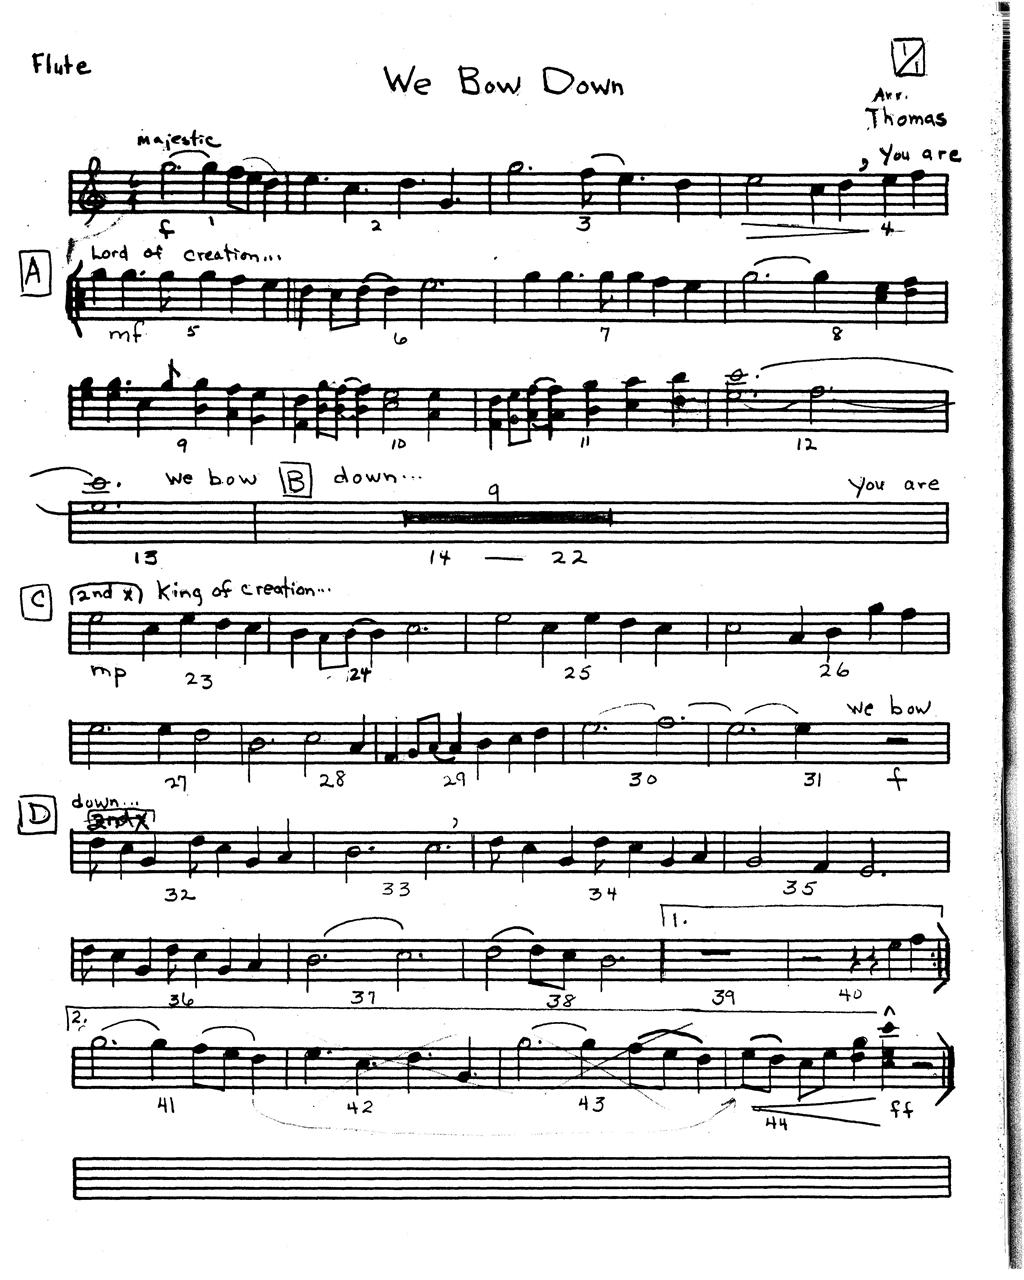 Flute
We Bow Down
1/1
Arr.
Thomas
majestic
You are
f 1 2 3 4
A
Lord of creation...
mf 5 6 7 8
9 10 11 12
we bow B down... 9 You are
13 14 — 22
C 2nd x King of creation...
mp 23 24 25 26
we bow
27 28 29 30 31 f
D down...
2nd x
32 33 34 35
1.
36 37 38 39 40
2.
41 42 43 44 ff